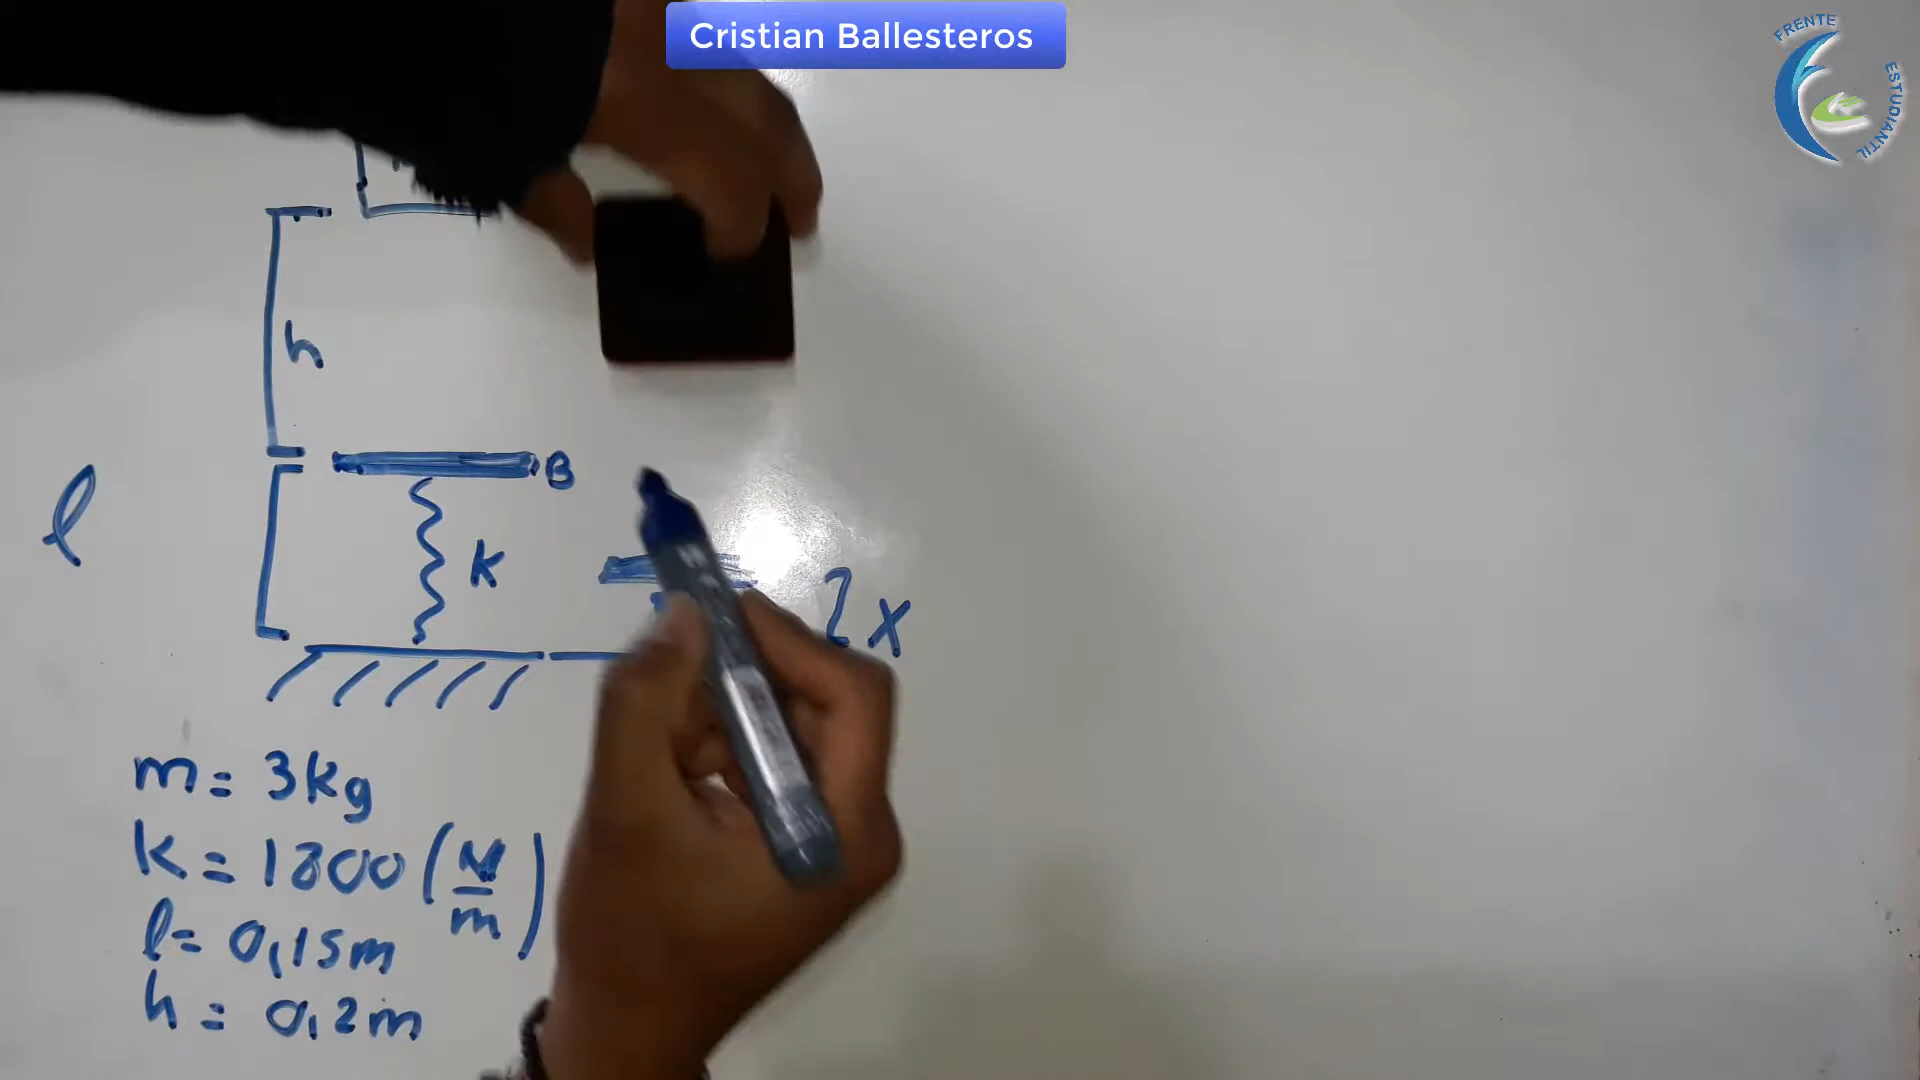 Cristian Ballesteros
FRENTE ESTUDIANTIL
h
B
l
K
x
m = 3kg
K = 1800 (N/m)
l = 0,15m
h = 0,2m